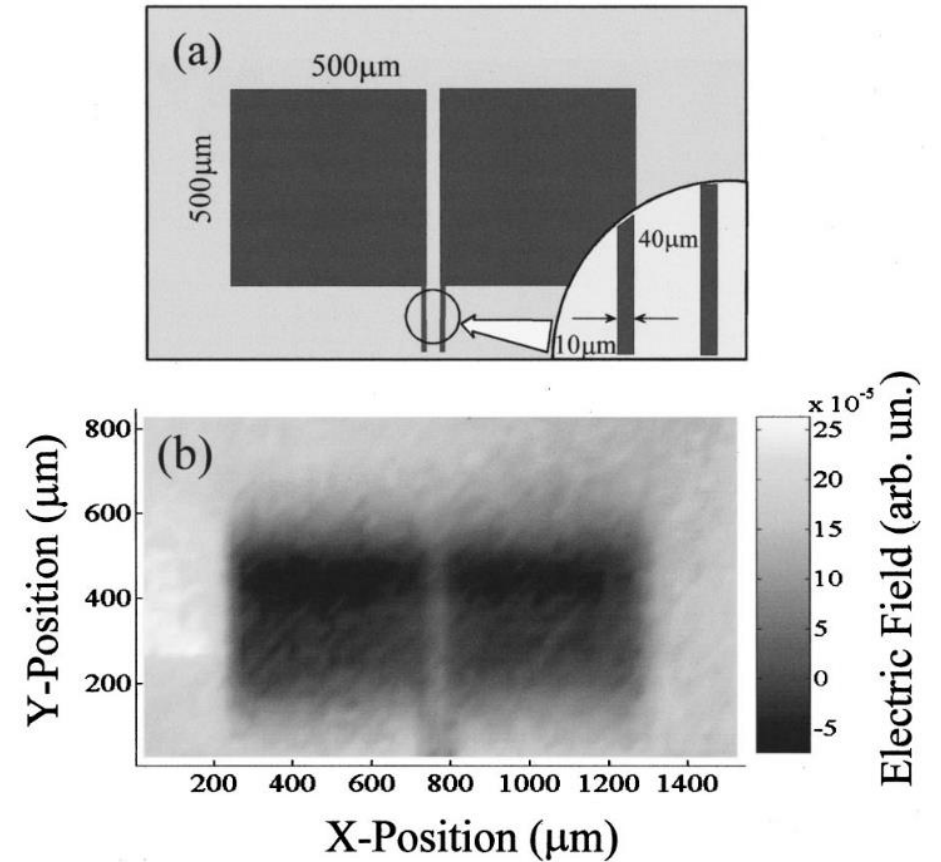 (a)
500μm
500μm
40μm
10μm
(b)
x 10⁻⁵
25
20
15
10
5
0
-5
Electric Field (arb. un.)
800
600
400
200
Y-Position (μm)
200 400 600 800 1000 1200 1400
X-Position (μm)